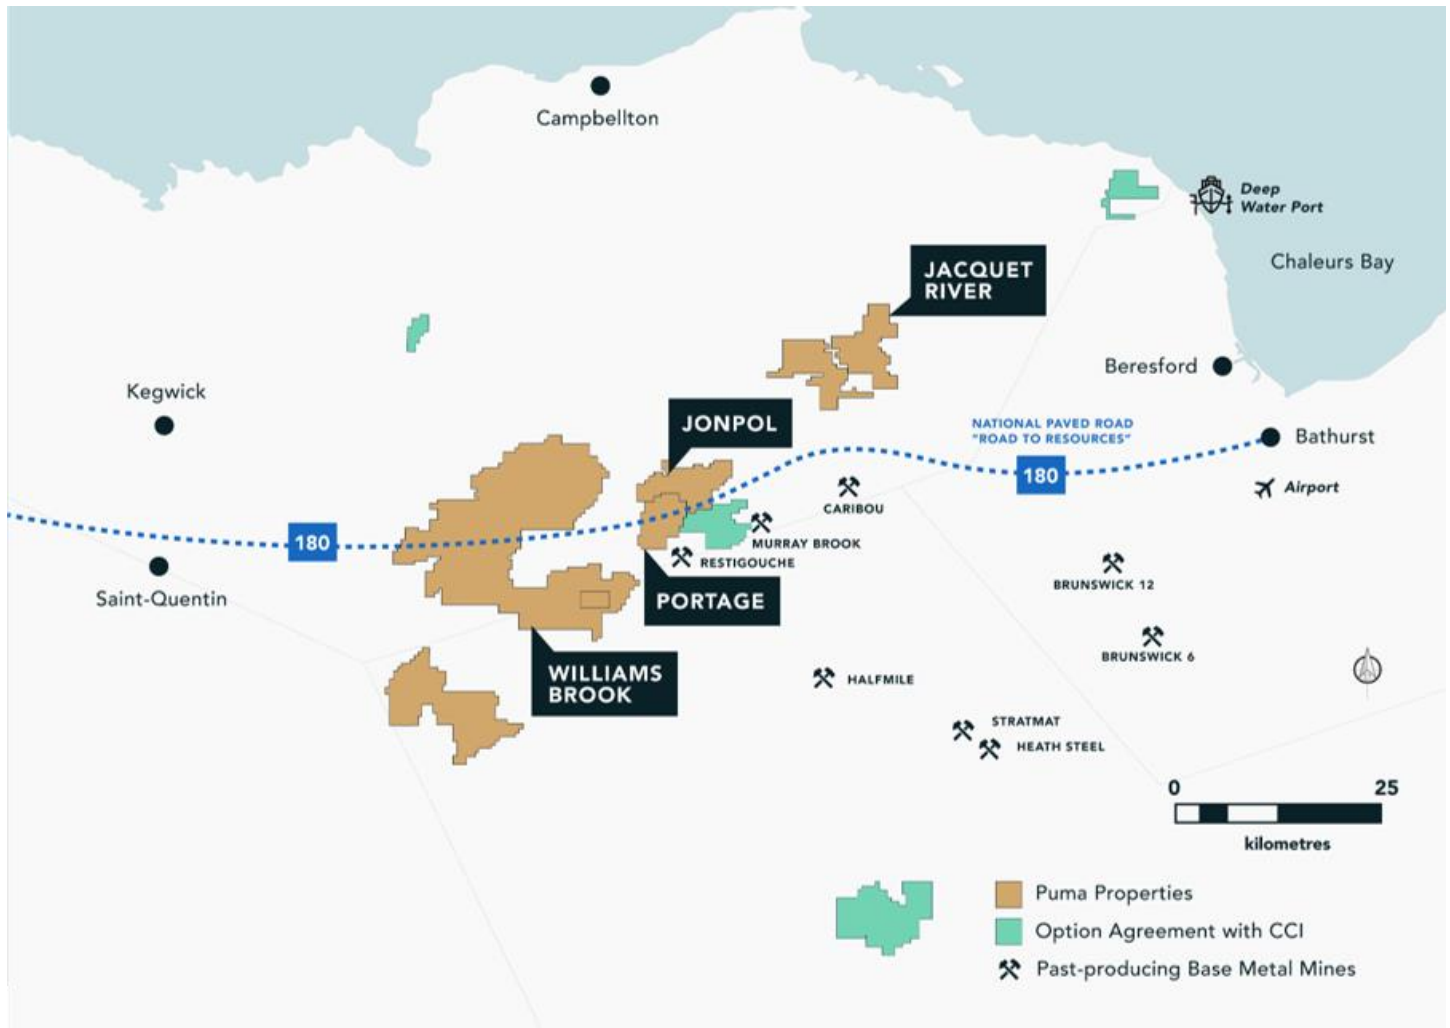 Campbellton
Deep
Water Port
Chaleurs Bay
JACQUET
RIVER
Beresford
Kegwick
JONPOL
NATIONAL PAVED ROAD
"ROAD TO RESOURCES"
Bathurst
180
Airport
CARIBOU
180
MURRAY BROOK
RESTIGOUCHE
BRUNSWICK 12
Saint-Quentin
PORTAGE
BRUNSWICK 6
WILLIAMS
BROOK
HALFMILE
STRATMAT
HEATH STEEL
0 25
kilometres
Puma Properties
Option Agreement with CCI
Past-producing Base Metal Mines